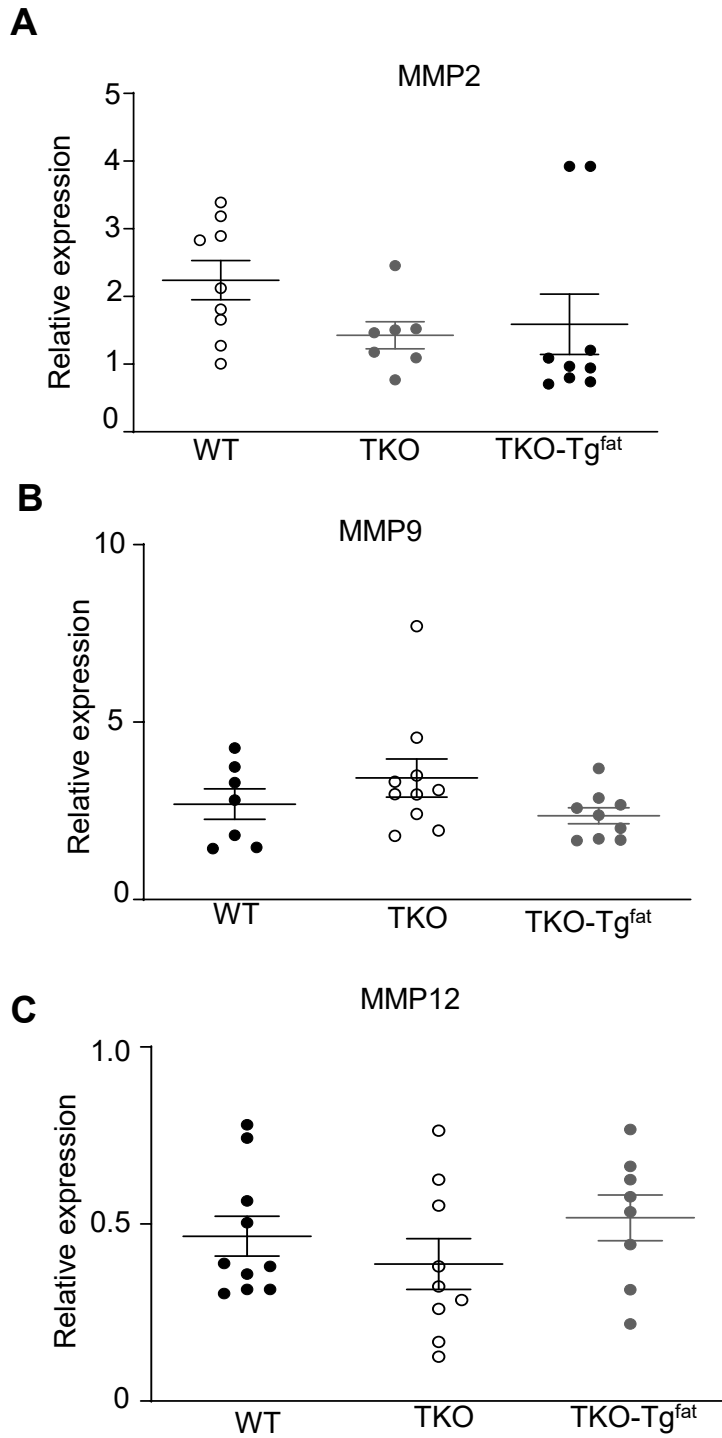 A
MMP2
Relative expression
5
4
3
2
1
0
WT TKO TKO-Tgfat
B
MMP9
Relative expression
10
5
0
WT TKO TKO-Tgfat
C
MMP12
Relative expression
1.0
0.5
0
WT TKO TKO-Tgfat